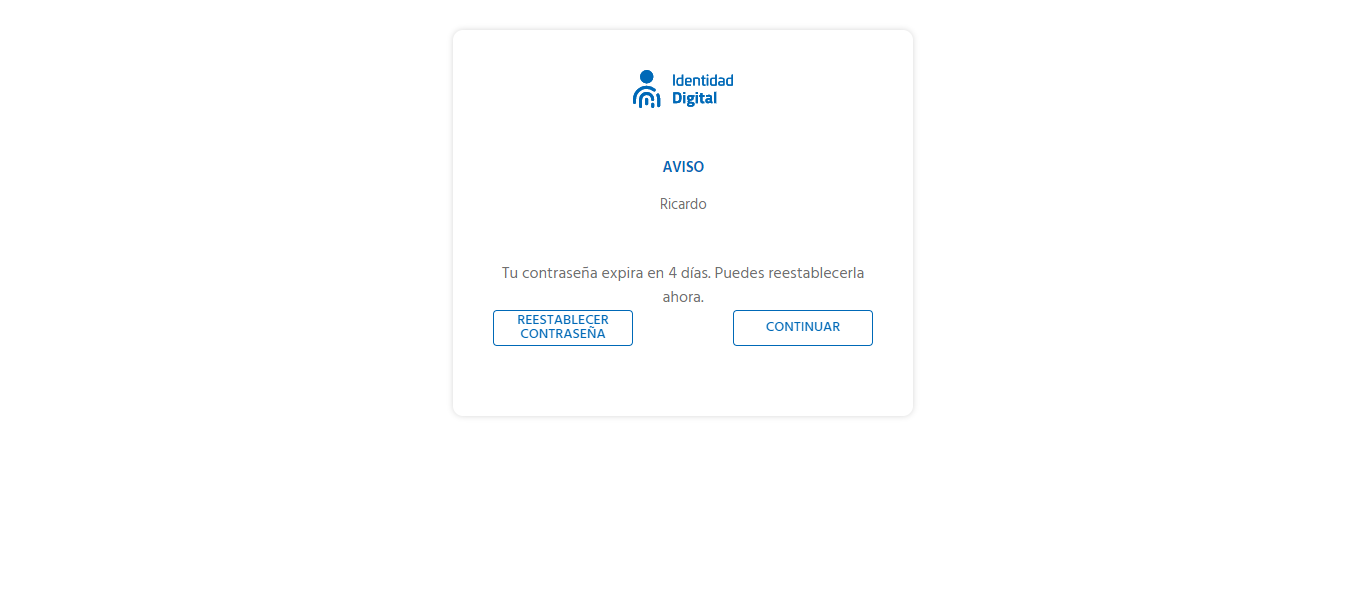 Identidad
Digital
AVISO
Ricardo
Tu contraseña expira en 4 días. Puedes reestablecerla
ahora.
REESTABLECER
CONTRASEÑA
CONTINUAR